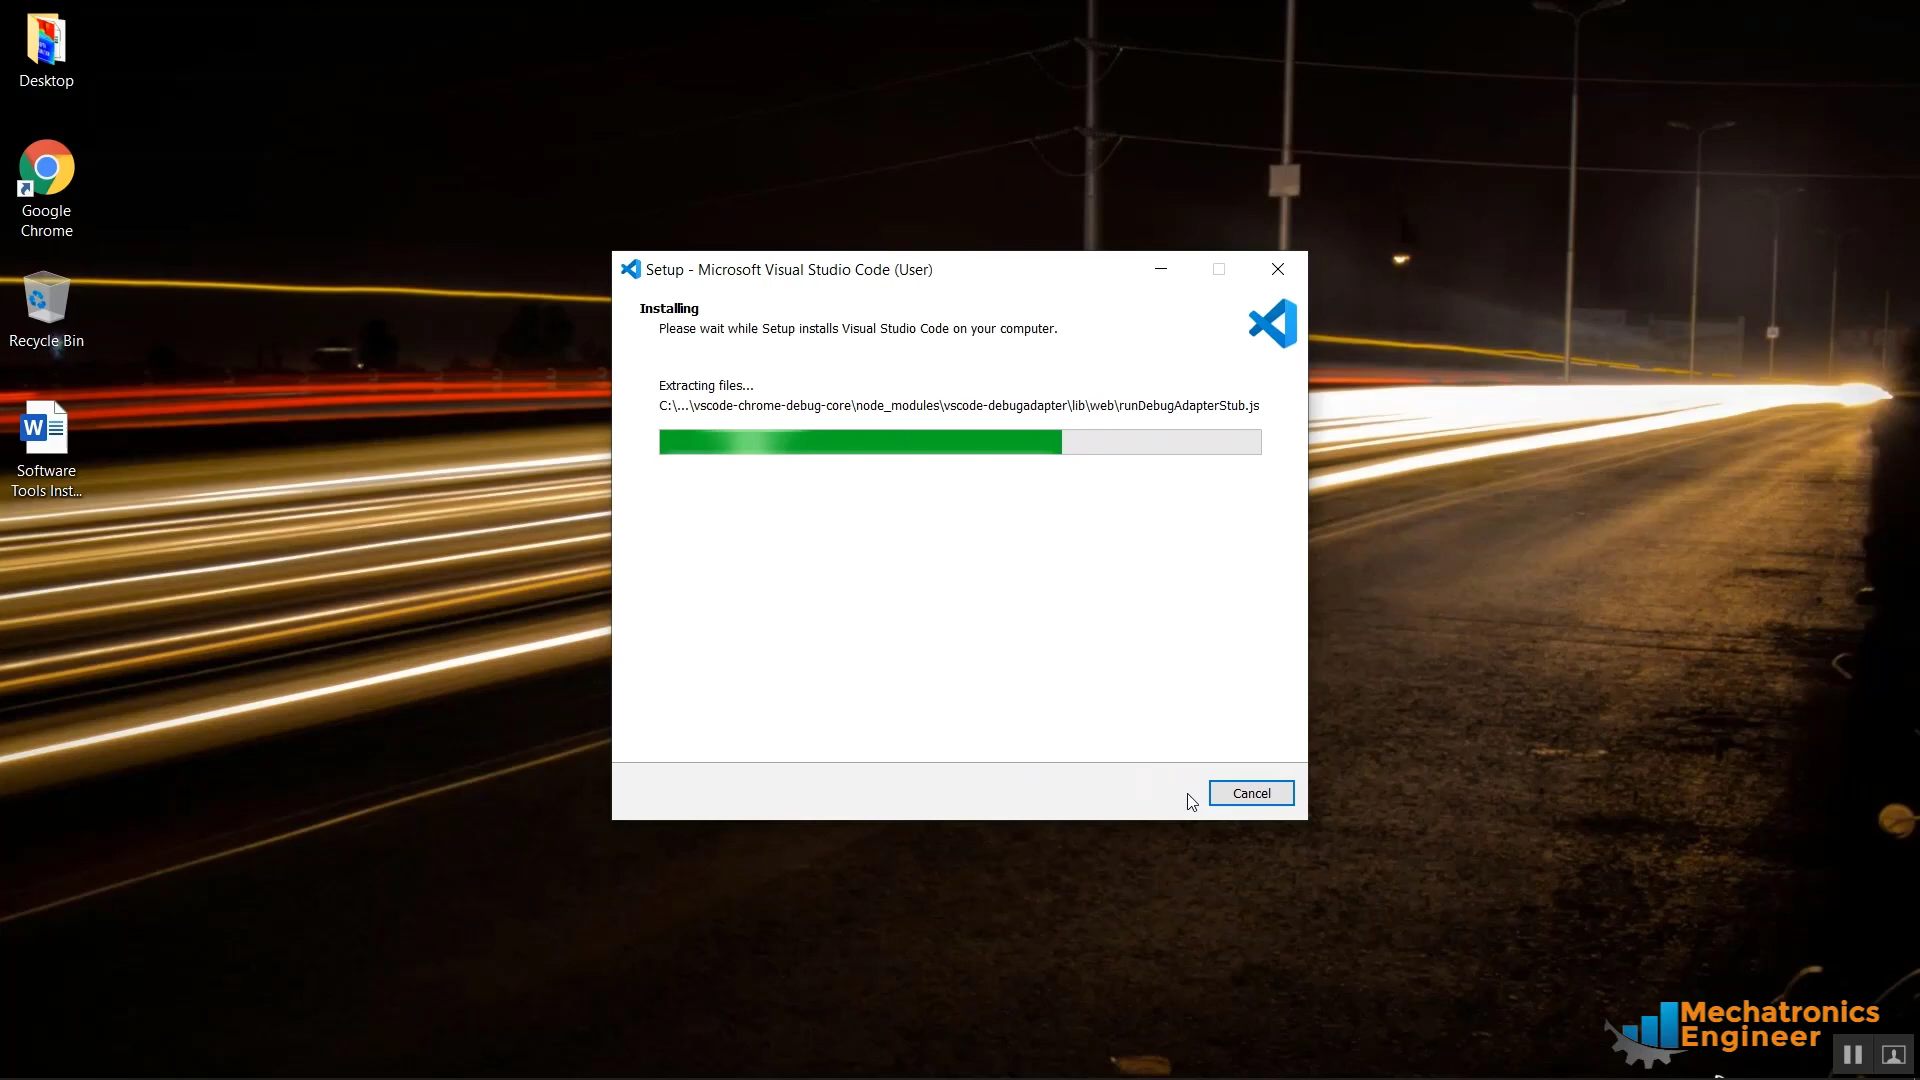 Desktop
Google
Chrome
Recycle Bin
W
Software
Tools Inst...
Setup - Microsoft Visual Studio Code (User)
Installing
Please wait while Setup installs Visual Studio Code on your computer.
Extracting files...
C:\...\vscode-chrome-debug-core\node_modules\vscode-debugadapter\lib\web\runDebugAdapterStub.js
Cancel
Mechatronics
Engineer